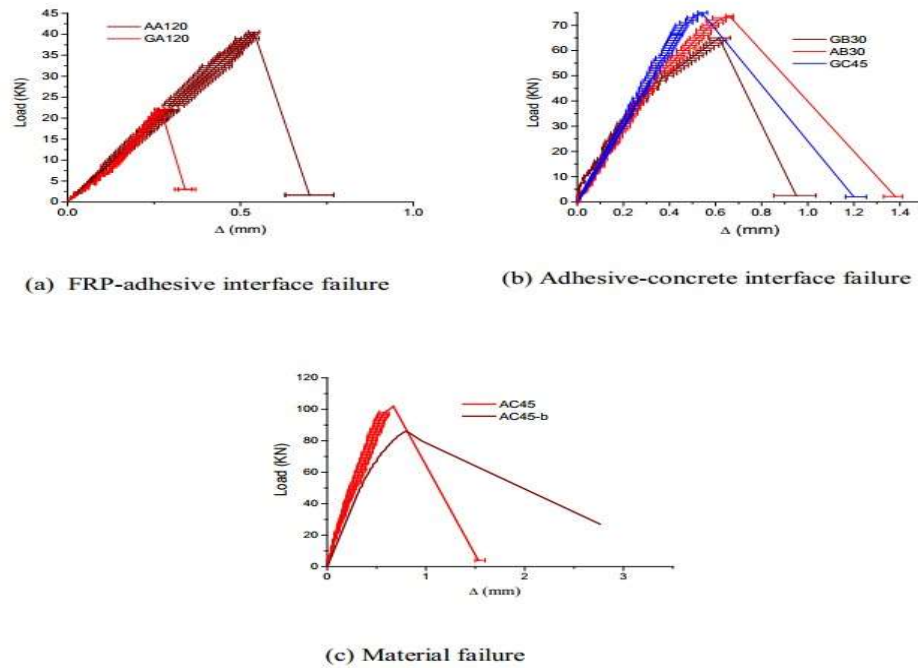 45
40
35
30
25
20
15
10
5
0
Load (KN)
AA120
GA120
0.0 0.5 1.0
Δ (mm)
(a) FRP-adhesive interface failure
70
60
50
40
30
20
10
0
Load (KN)
GB30
AB30
GC45
0.0 0.2 0.4 0.6 0.8 1.0 1.2 1.4
Δ (mm)
(b) Adhesive-concrete interface failure
120
100
80
60
40
20
0
Load (KN)
AC45
AC45-b
0 1 2 3
Δ (mm)
(c) Material failure